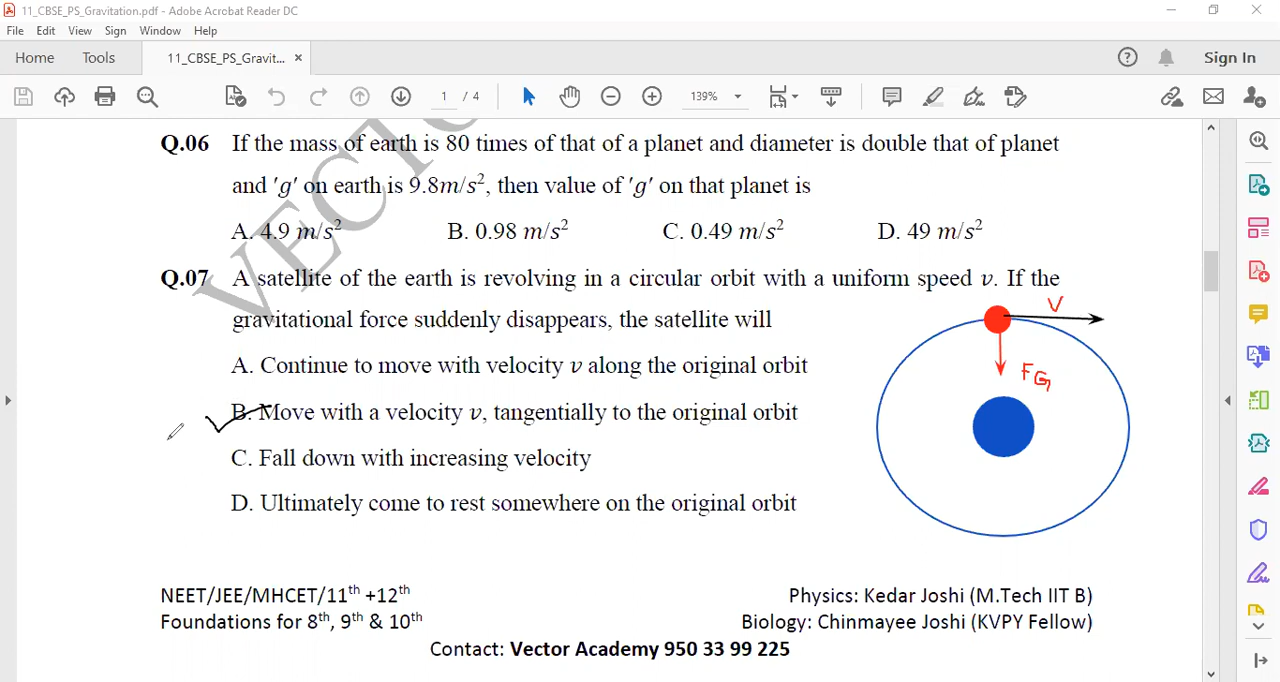 11_CBSE_PS_Gravitation.pdf - Adobe Acrobat Reader DC
File Edit View Sign Window Help
Home Tools 11_CBSE_PS_Gravit... × Sign In
1 / 4 139%
VECTO
Q.06 If the mass of earth is 80 times of that of a planet and diameter is double that of planet
and 'g' on earth is 9.8m/s², then value of 'g' on that planet is
A. 4.9 m/s² B. 0.98 m/s² C. 0.49 m/s² D. 49 m/s²
Q.07 A satellite of the earth is revolving in a circular orbit with a uniform speed v. If the
gravitational force suddenly disappears, the satellite will
A. Continue to move with velocity v along the original orbit
B. Move with a velocity v, tangentially to the original orbit
C. Fall down with increasing velocity
D. Ultimately come to rest somewhere on the original orbit
V
FG
NEET/JEE/MHCET/11th +12th
Foundations for 8th, 9th & 10th
Physics: Kedar Joshi (M.Tech IIT B)
Biology: Chinmayee Joshi (KVPY Fellow)
Contact: Vector Academy 950 33 99 225